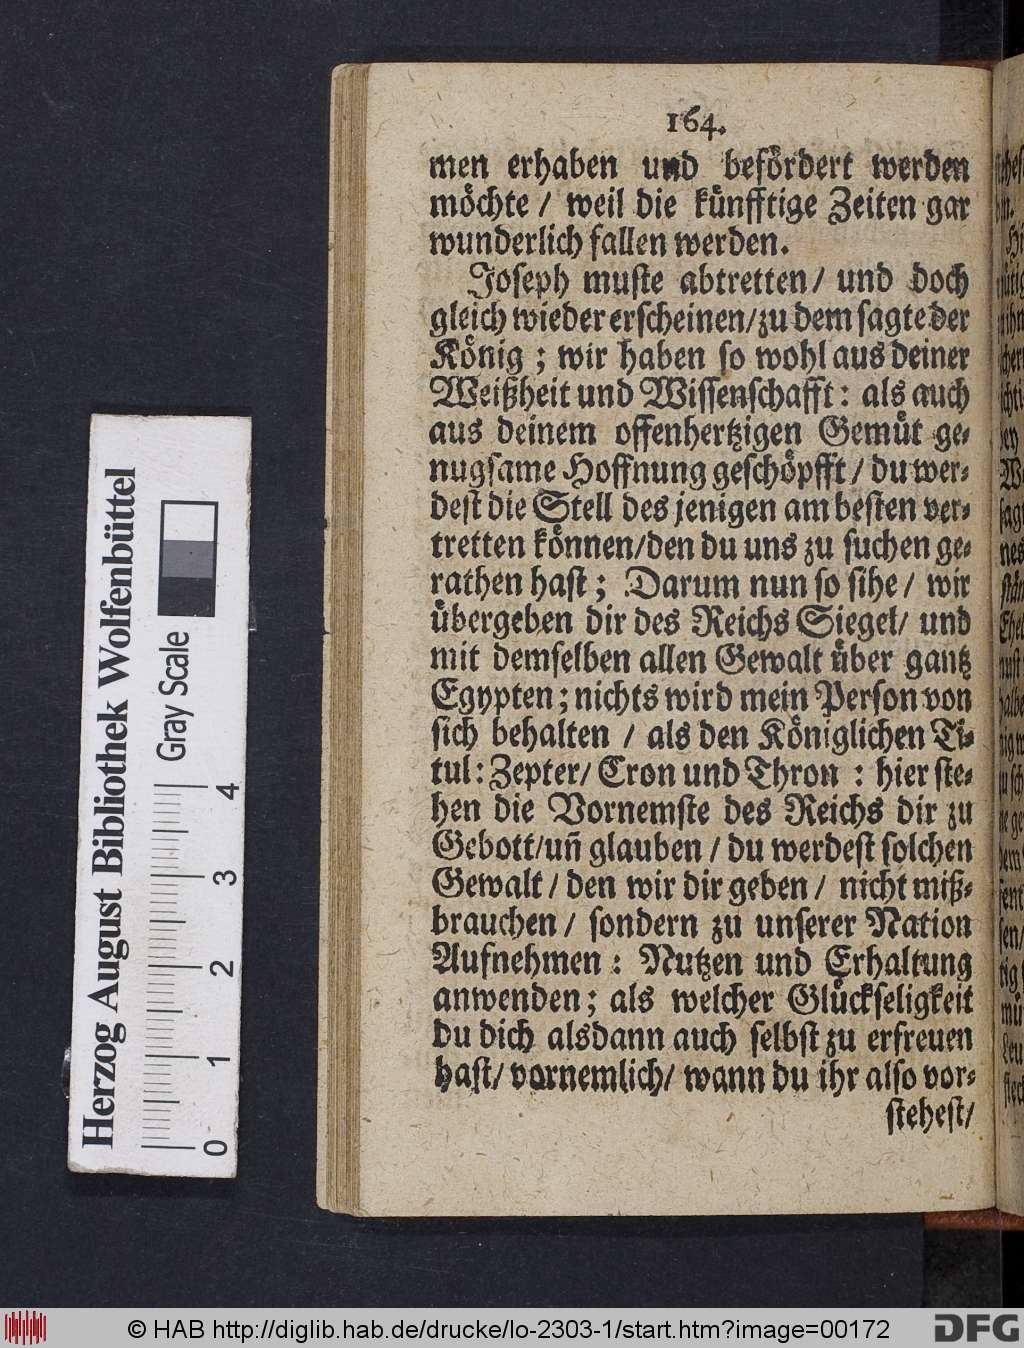 164.
men erhaben und befördert werden
möchte / weil die künfftige Zeiten gar
wunderlich fallen werden.
Joseph muſte abtretten / und doch
gleich wieder erſcheinen / zu dem ſagte der
König ; wir haben ſo wohl aus deiner
Weißheit und Wiſſenſchafft : als auch
aus deinem offenhertzigen Gemüt ge-
nugſame Hoffnung geſchöpfft / du wer-
deſt die Stell des jenigen am beſten ver-
tretten können / den du uns zu ſuchen ge-
rathen haſt ; Darum nun ſo ſihe / wir
übergeben dir des Reichs Siegel / und
mit demſelben allen Gewalt über gantz
Egypten ; nichts wird mein Perſon von
ſich behalten / als den Königlichen Ti-
tul : Zepter / Cron und Thron : hier ſte-
hen die Vornemſte des Reichs dir zu
Gebott / uñ glauben / du werdeſt ſolchen
Gewalt / den wir dir geben / nicht miß-
brauchen / ſondern zu unſerer Nation
Aufnehmen : Nutzen und Erhaltung
anwenden ; als welcher Glückſeligkeit
du dich alsdann auch ſelbſt zu erfreuen
haſt / vornemlich / wann du ihr alſo vor-
ſteheſt /
Herzog August Bibliothek Wolfenbüttel
Gray Scale
0 1 2 3 4
© HAB http://diglib.hab.de/drucke/lo-2303-1/start.htm?image=00172
DFG